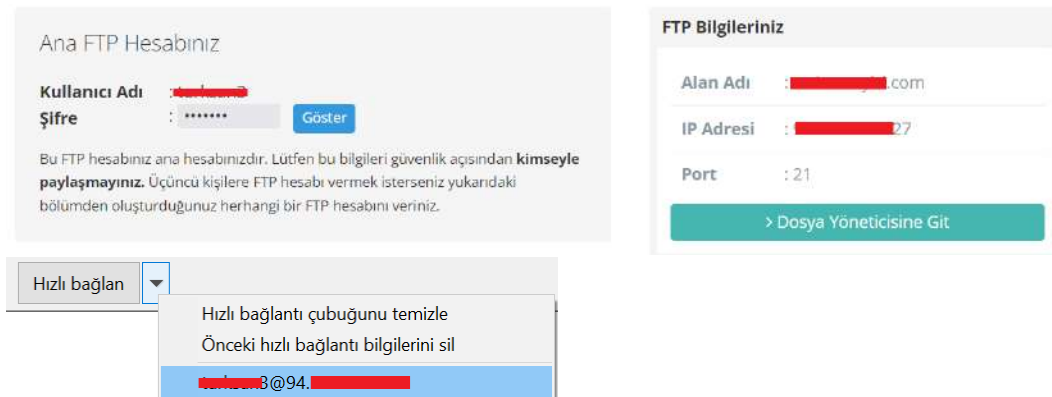 Ana FTP Hesabınız
Kullanıcı Adı :
Şifre : ••••••• Göster
Bu FTP hesabınız ana hesabınızdır. Lütfen bu bilgileri güvenlik açısından kimseyle
paylaşmayınız. Üçüncü kişilere FTP hesabı vermek isterseniz yukarıdaki
bölümden oluşturduğunuz herhangi bir FTP hesabını veriniz.
FTP Bilgileriniz
Alan Adı : .com
IP Adresi : 27
Port : 21
> Dosya Yöneticisine Git
Hızlı bağlan
Hızlı bağlantı çubuğunu temizle
Önceki hızlı bağlantı bilgilerini sil
3@94.